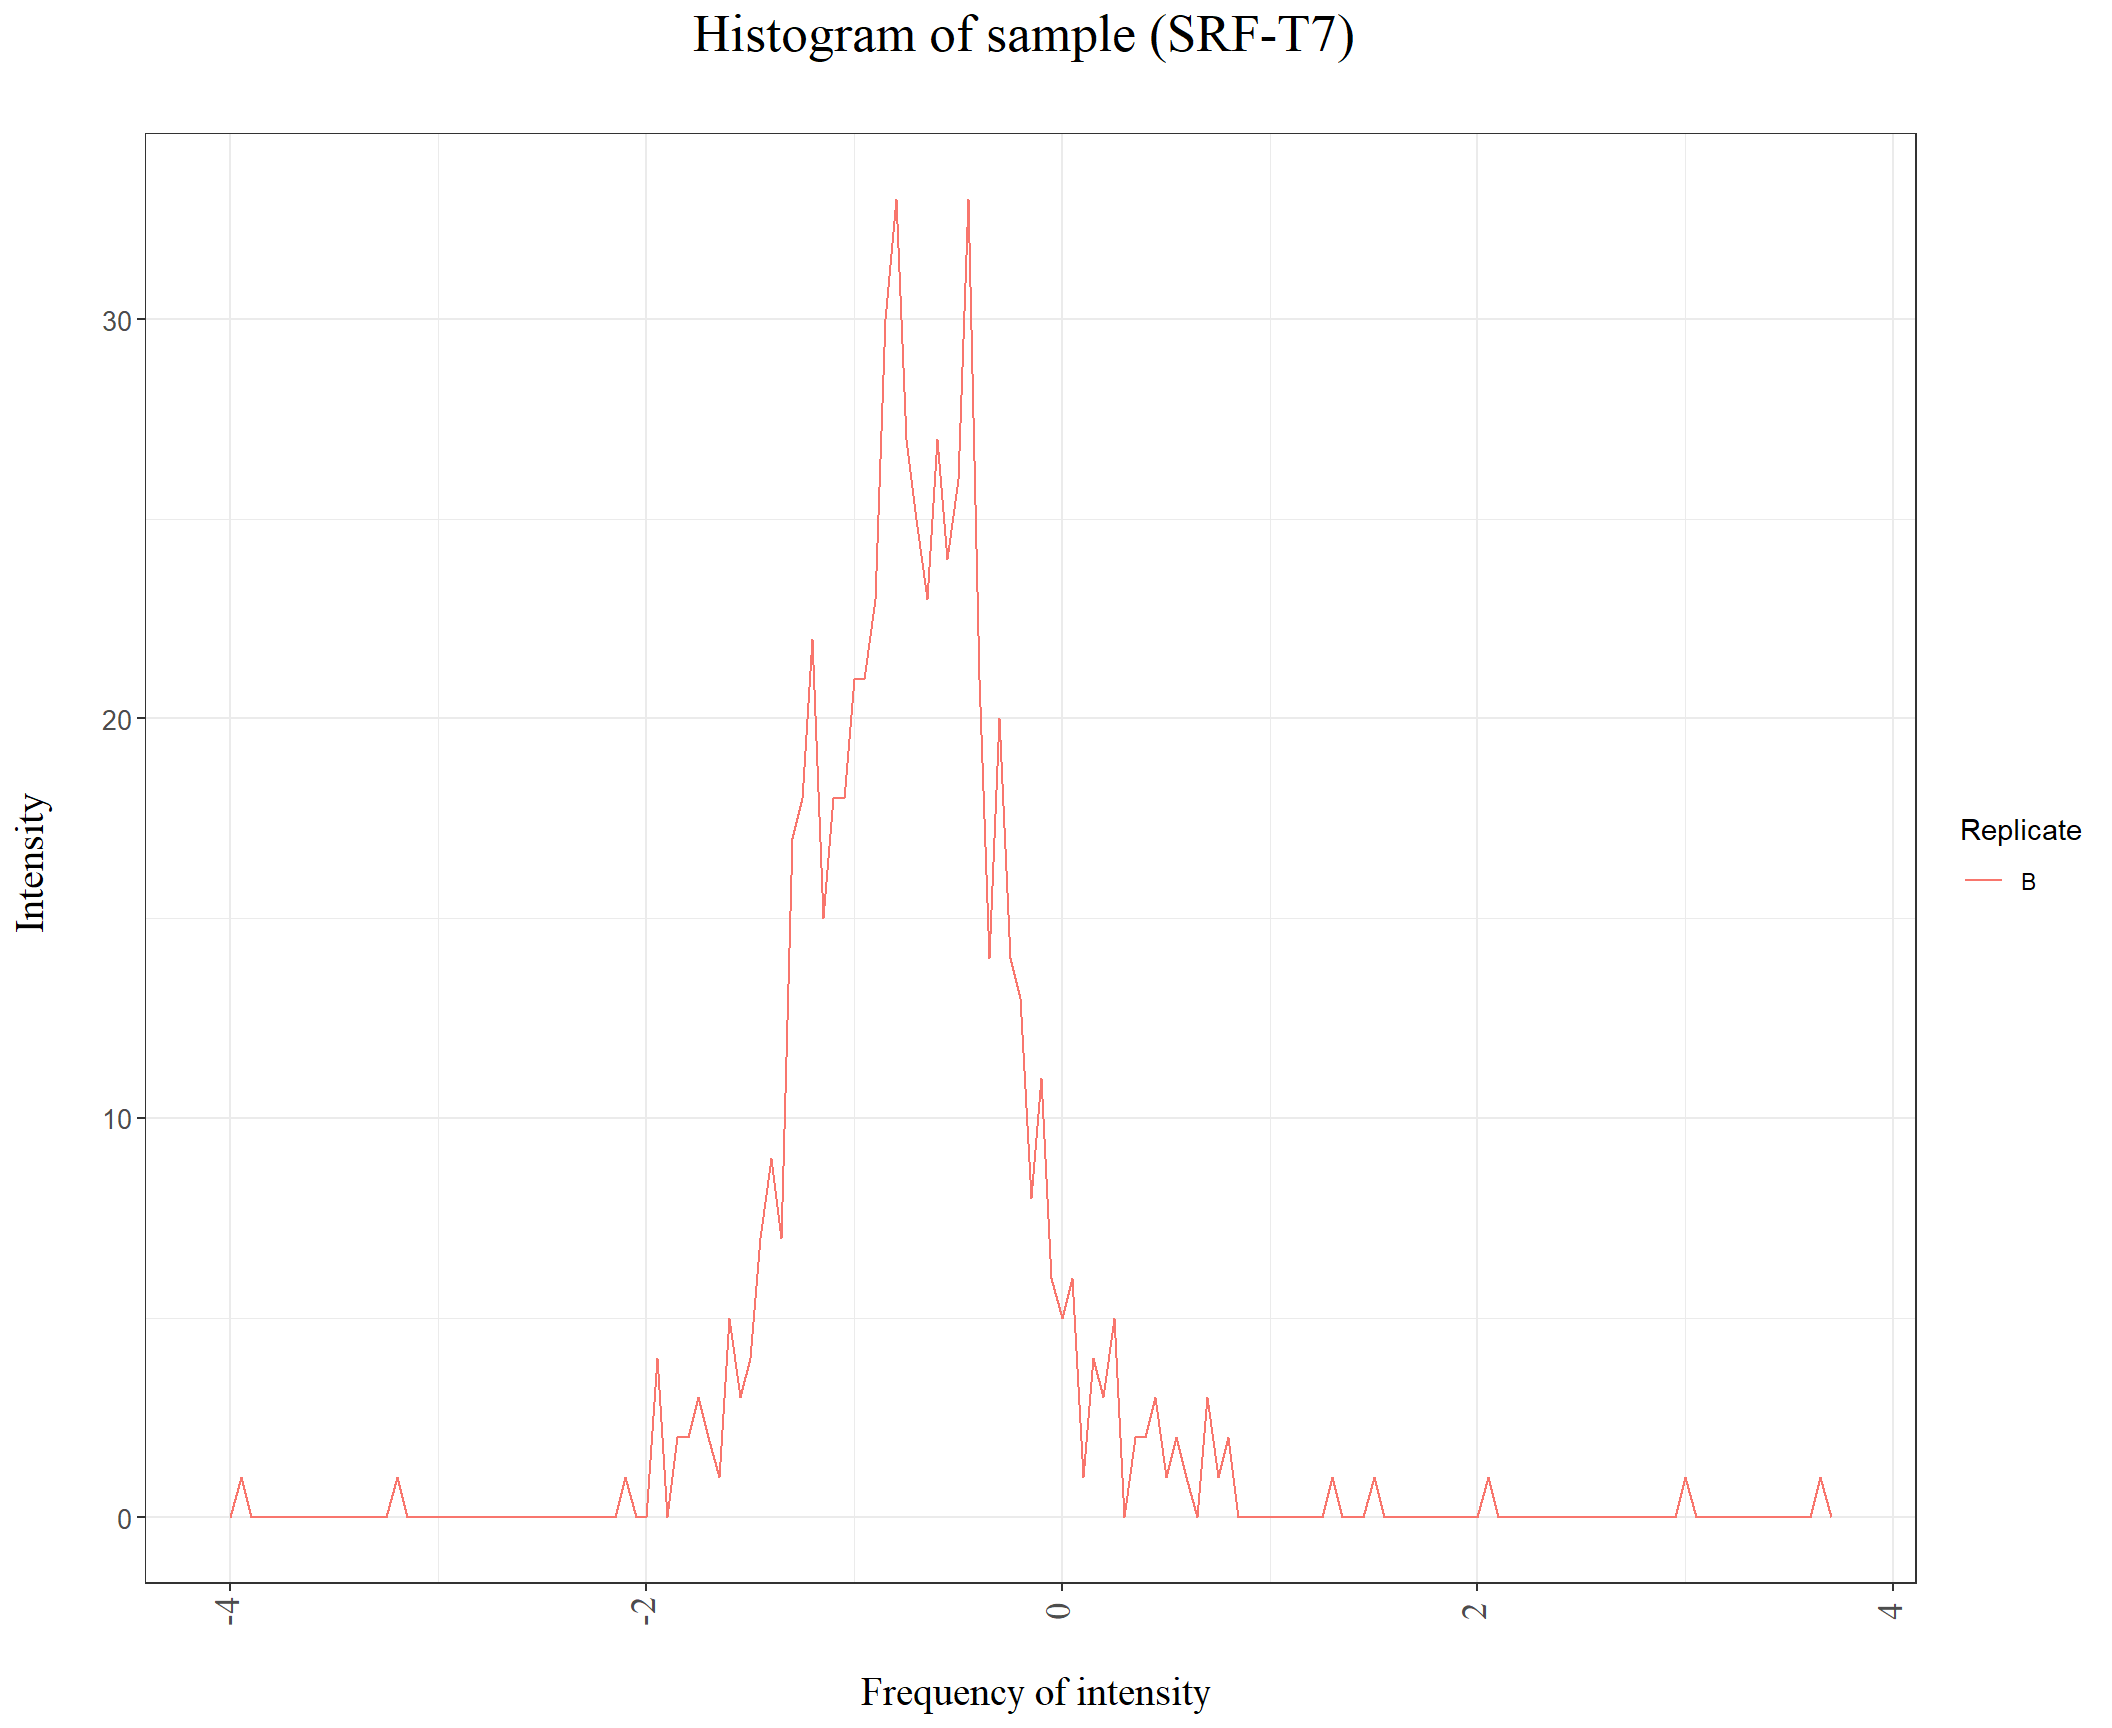 Histogram of sample (SRF-T7)
Intensity
30
20
10
0
-4
-2
0
2
4
Frequency of intensity
Replicate
B